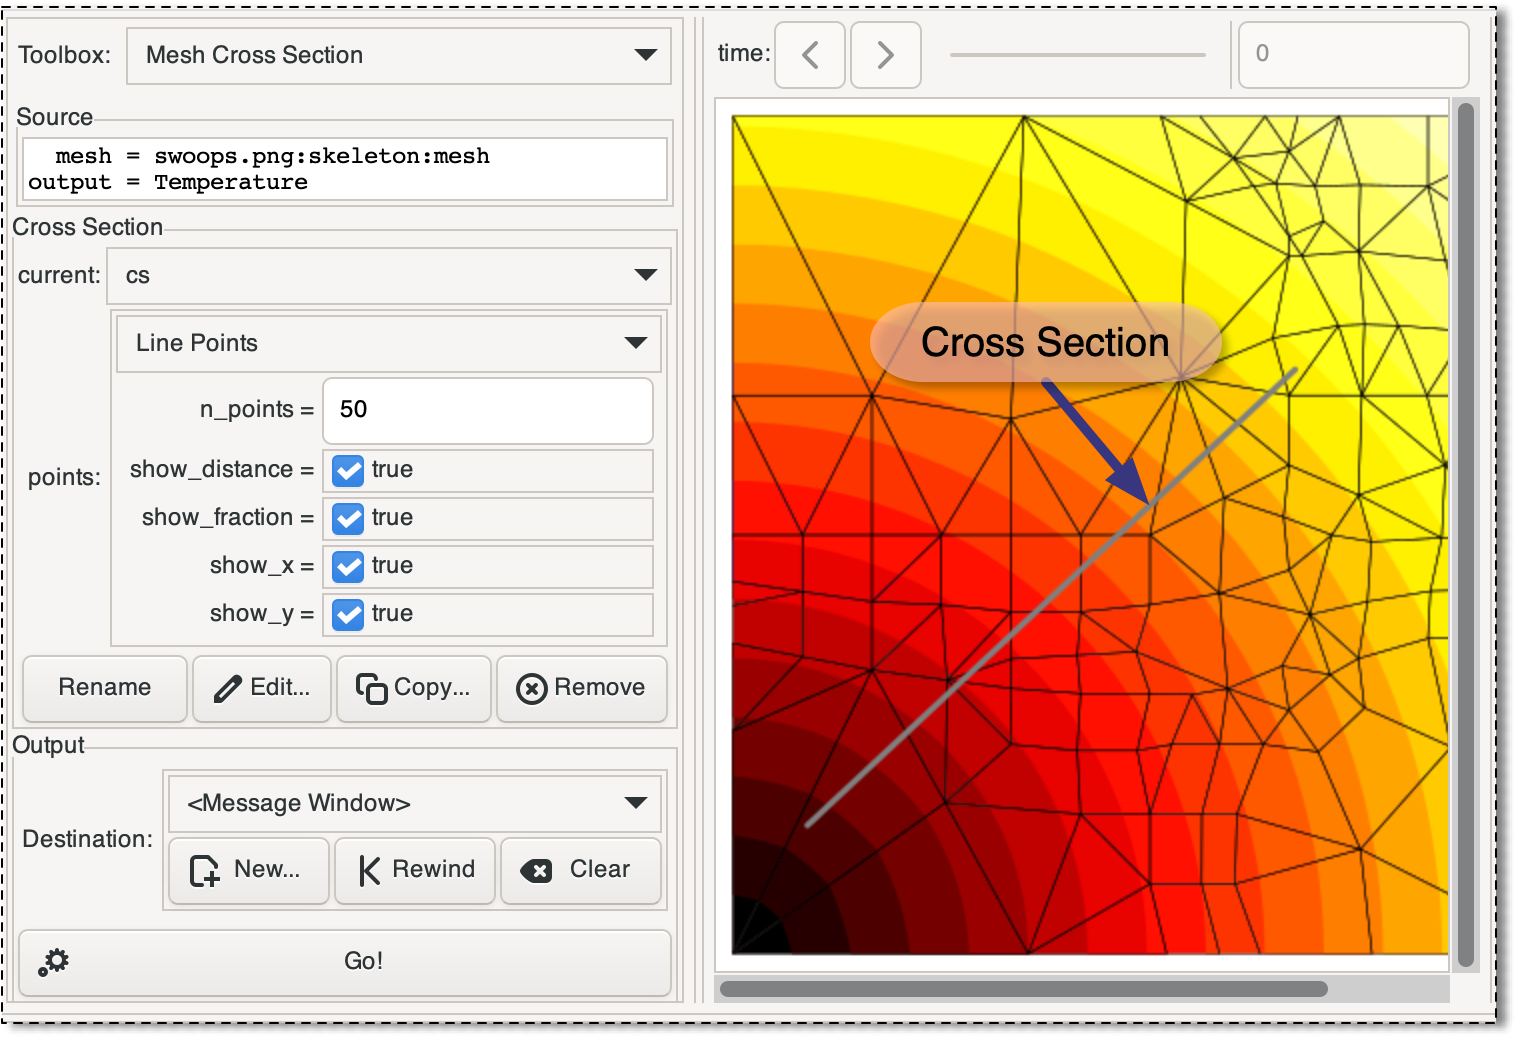 Toolbox: Mesh Cross Section
Source
mesh = swoops.png:skeleton:mesh
output = Temperature
Cross Section
current: cs
points:
Line Points
n_points = 50
show_distance = true
show_fraction = true
show_x = true
show_y = true
Rename Edit... Copy... Remove
Output
Destination:
<Message Window>
New... Rewind Clear
Go!
time: 0
Cross Section